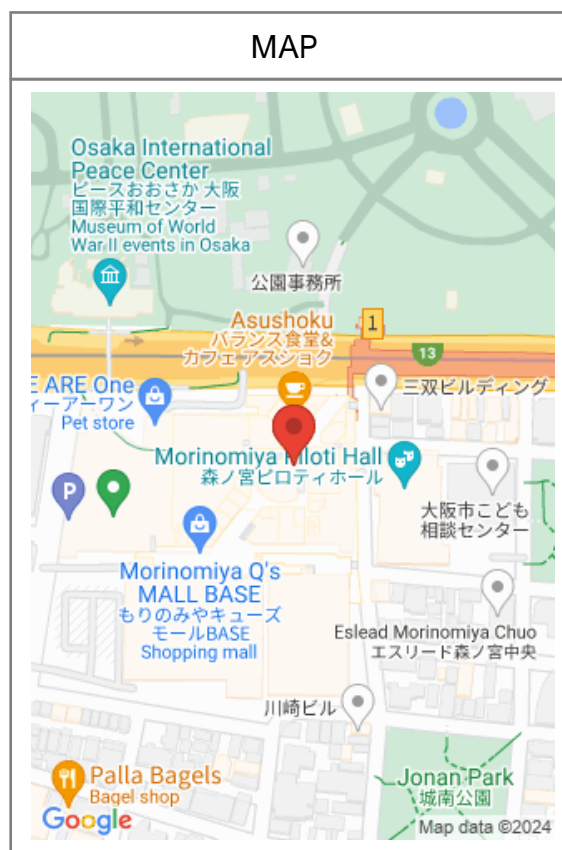 MAP
Osaka International
Peace Center
ピースおおさか 大阪
国際平和センター
Museum of World
War II events in Osaka
公園事務所
Asushoku
バランス食堂&
カフェ アスショク
1
13
E ARE One
ィーアーワン
Pet store
三双ビルディング
Morinomiya Piloti Hall
森ノ宮ピロティホール
P
大阪市こども
相談センター
Morinomiya Q's
MALL BASE
もりのみやキューズ
モールBASE
Shopping mall
Eslead Morinomiya Chuo
エスリード森ノ宮中央
川崎ビル
Palla Bagels
Bagel shop
Jonan Park
城南公園
Google
Map data ©2024